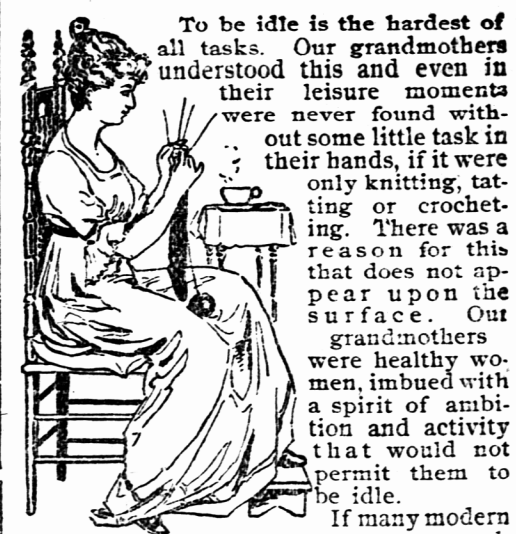 To be idle is the hardest of
all tasks. Our grandmothers
understood this and even in
their leisure moments
were never found with-
out some little task in
their hands, if it were
only knitting, tat-
ting or crochet-
ing. There was a
reason for this
that does not ap-
pear upon the
surface. Our
grandmothers
were healthy wo-
men, imbued with
a spirit of ambi-
tion and activity
that would not
permit them to
be idle.
If many modern